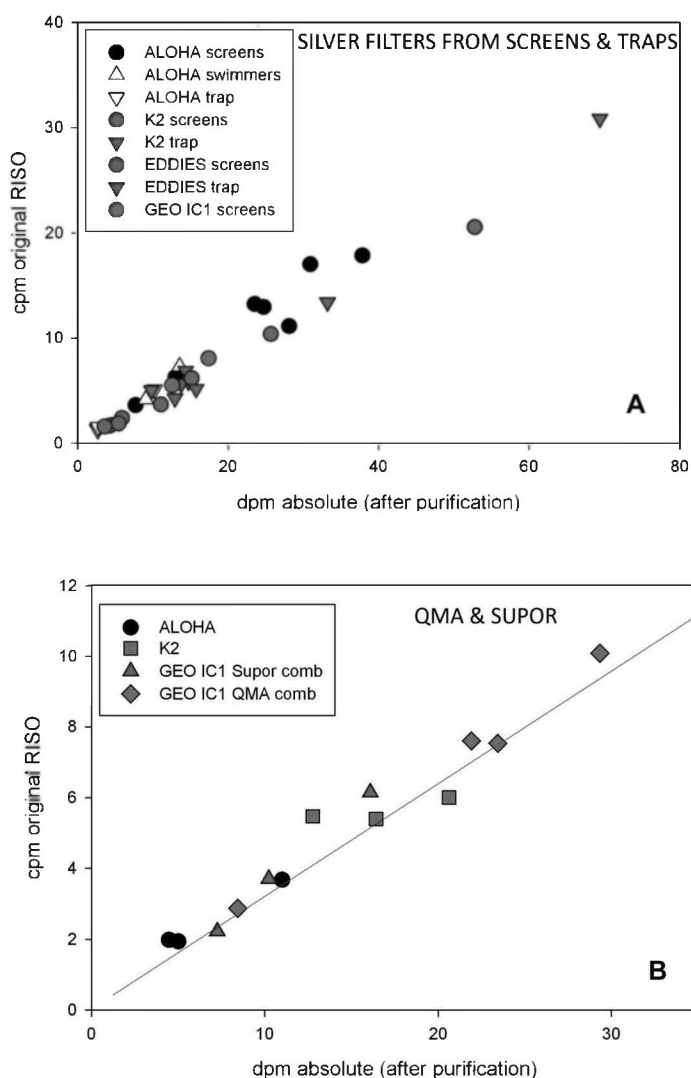 SILVER FILTERS FROM SCREENS & TRAPS
ALOHA screens
ALOHA swimmers
ALOHA trap
K2 screens
K2 trap
EDDIES screens
EDDIES trap
GEO IC1 screens
40
30
20
10
0
cpm original RISO
A
0 20 40 60 80
dpm absolute (after purification)
QMA & SUPOR
ALOHA
K2
GEO IC1 Supor comb
GEO IC1 QMA comb
12
10
8
6
4
2
0
cpm original RISO
B
0 10 20 30
dpm absolute (after purification)